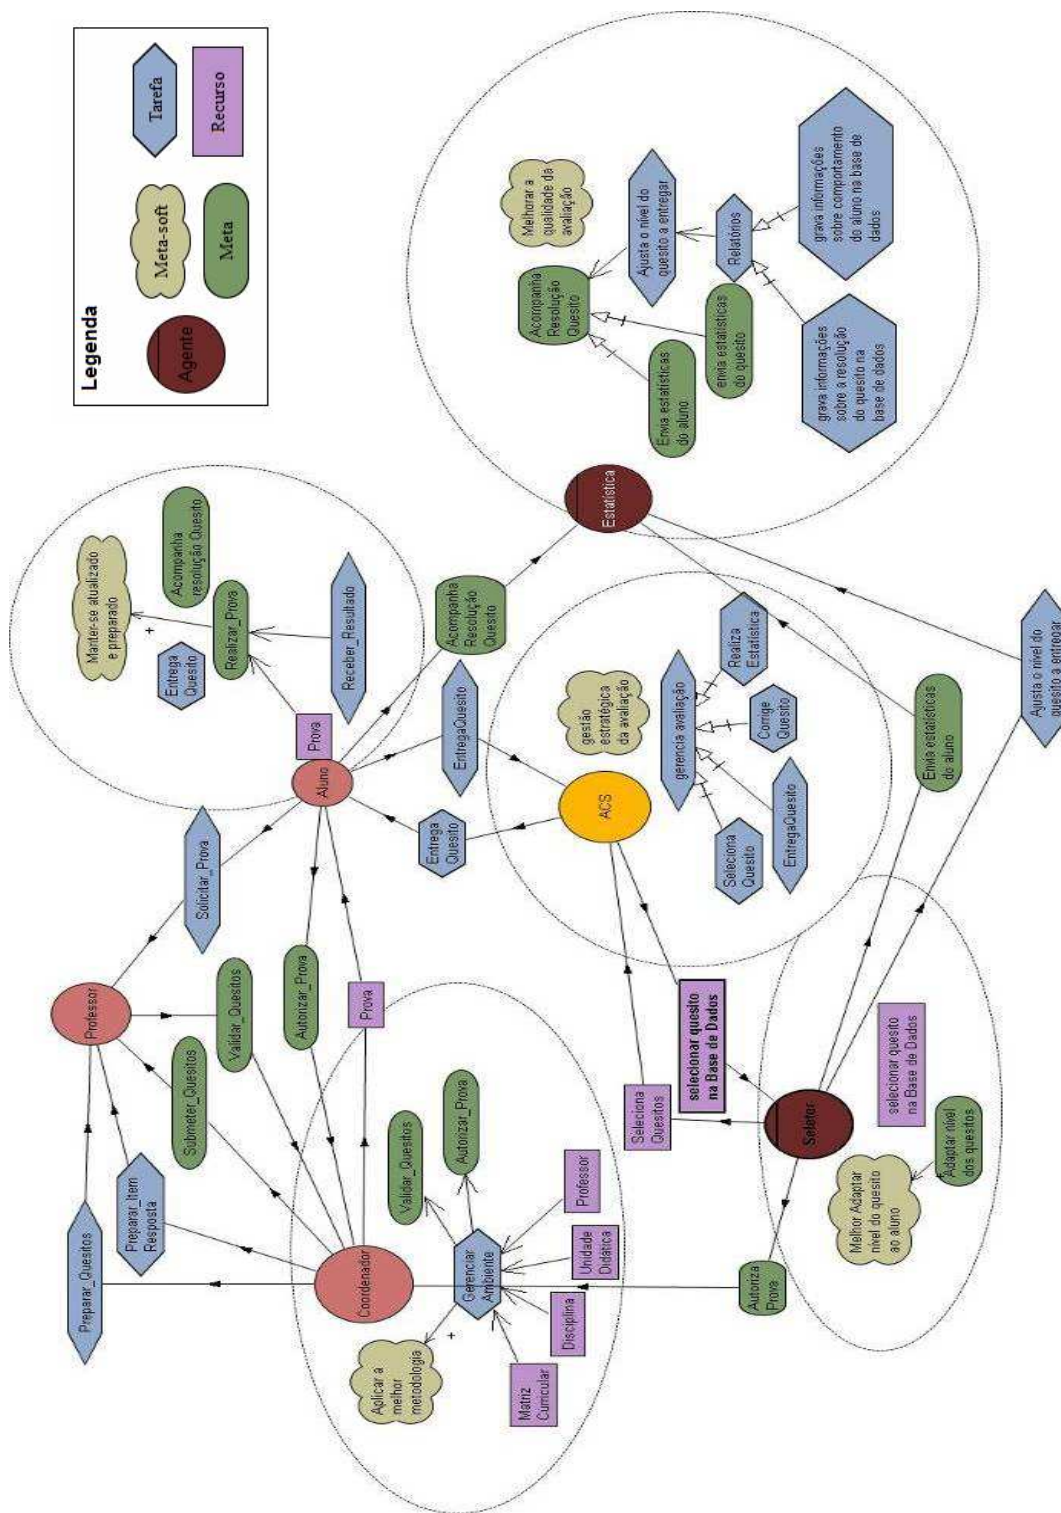 Legenda
Agente
Meta-soft
Meta
Tarefa
Recurso
Manter-se atualizado
e preparado
Acompanha
resolução Quesito
Entrega
Quesito
Realizar_Prova
Receber_Resultado
Prova
Aluno
Melhorar a
qualidade da
avaliação
Acompanha
Resolução
Quesito
Ajusta o nível do
quesito a entregar
Relatórios
Envia estatísticas
do aluno
envia estatísticas
do quesito
grava informações
sobre a resolução
do quesito na
base de dados
grava informações
sobre comportamento
do aluno na base de
dados
Estatística
Acompanha
Resolução
Quesito
EntregaQuesito
Entrega
Quesito
Solicitar_Prova
Professor
Validar_Quesitos
Submeter_Quesitos
Autorizar_Prova
Prova
Preparar_Quesitos
Preparar_Item
Resposta
Coordenador
Validar_Quesitos
Autorizar_Prova
Gerenciar
Ambiente
Aplicar a
melhor
metodologia
+
Matriz
Curricular
Disciplina
Unidade
Didática
Professor
ACS
gestão
estratégica
da avaliação
gerencia avaliação
Seleciona
Quesito
EntregaQuesito
Corrige
Quesito
Realiza
Estatística
Seleciona
Quesitos
selecionar quesito
na Base de Dados
Seletor
selecionar quesito
na Base de Dados
Melhor Adaptar
nível do quesito
ao aluno
Adaptar nível
dos quesitos
Autoriza
Prova
Envia estatísticas
do aluno
Ajusta o nível do
quesito a entregar
+